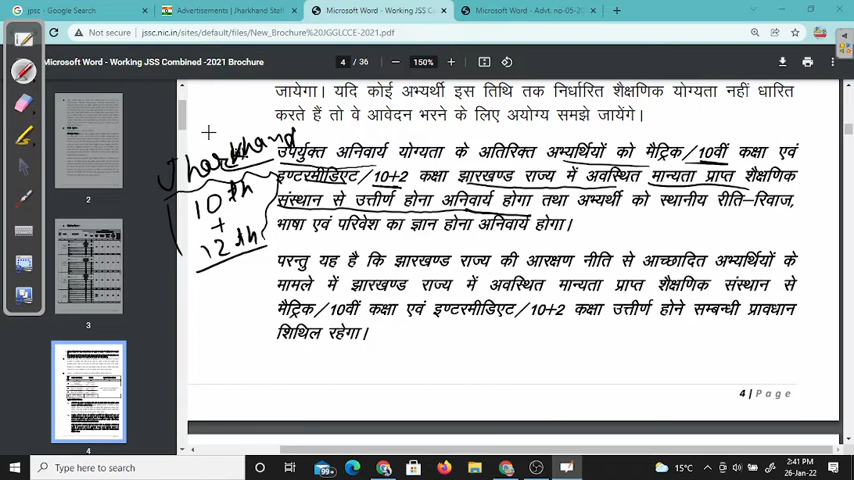 jpsc - Google Search
Advertisements | Jharkhand Staff
Microsoft Word - Working JSS C
Microsoft Word - Advt. no-05-20
Not secure | jssc.nic.in/sites/default/files/New_Brochure%20JGGLCCE-2021.pdf
Microsoft Word - Working JSS Combined -2021 Brochure
4 / 36
150%
जायेगा। यदि कोई अभ्यर्थी इस तिथि तक निर्धारित शैक्षणिक योग्यता नहीं धारित
करते हैं तो वे आवेदन भरने के लिए अयोग्य समझे जायेंगे।
Jharkhand
10th
+
12th
उपर्युक्त अनिवार्य योग्यता के अतिरिक्त अभ्यर्थियों को मैट्रिक/10वीं कक्षा एवं
इण्टरमीडिएट/10+2 कक्षा झारखण्ड राज्य में अवस्थित मान्यता प्राप्त शैक्षणिक
संस्थान से उत्तीर्ण होना अनिवार्य होगा तथा अभ्यर्थी को स्थानीय रीति–रिवाज,
भाषा एवं परिवेश का ज्ञान होना अनिवार्य होगा।
परन्तु यह है कि झारखण्ड राज्य की आरक्षण नीति से आच्छादित अभ्यर्थियों के
मामले में झारखण्ड राज्य में अवस्थित मान्यता प्राप्त शैक्षणिक संस्थान से
मैट्रिक/10वीं कक्षा एवं इण्टरमीडिएट/10+2 कक्षा उत्तीर्ण होने सम्बन्धी प्रावधान
शिथिल रहेगा।
4 | Page
3
4
Type here to search
99+
15°C
2:41 PM
26-Jan-22